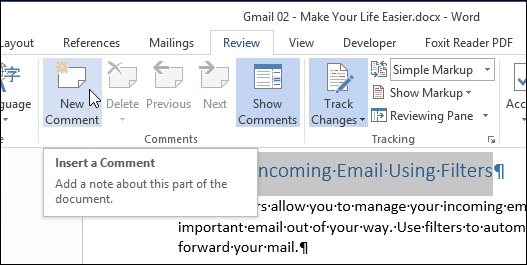 Gmail 02 - Make Your Life Easier.docx - Word
Layout References Mailings Review View Developer Foxit Reader PDF
New Comment
Delete
Previous
Next
Show Comments
Track Changes
Simple Markup
Show Markup
Reviewing Pane
Comments
Tracking
Insert a Comment
Add a note about this part of the
document.
ncoming·Email·Using·Filters¶
allow·you·to·manage·your·incoming·em
important·email·out·of·your·way.·Use·filters·to·autom
forward·your·mail.¶